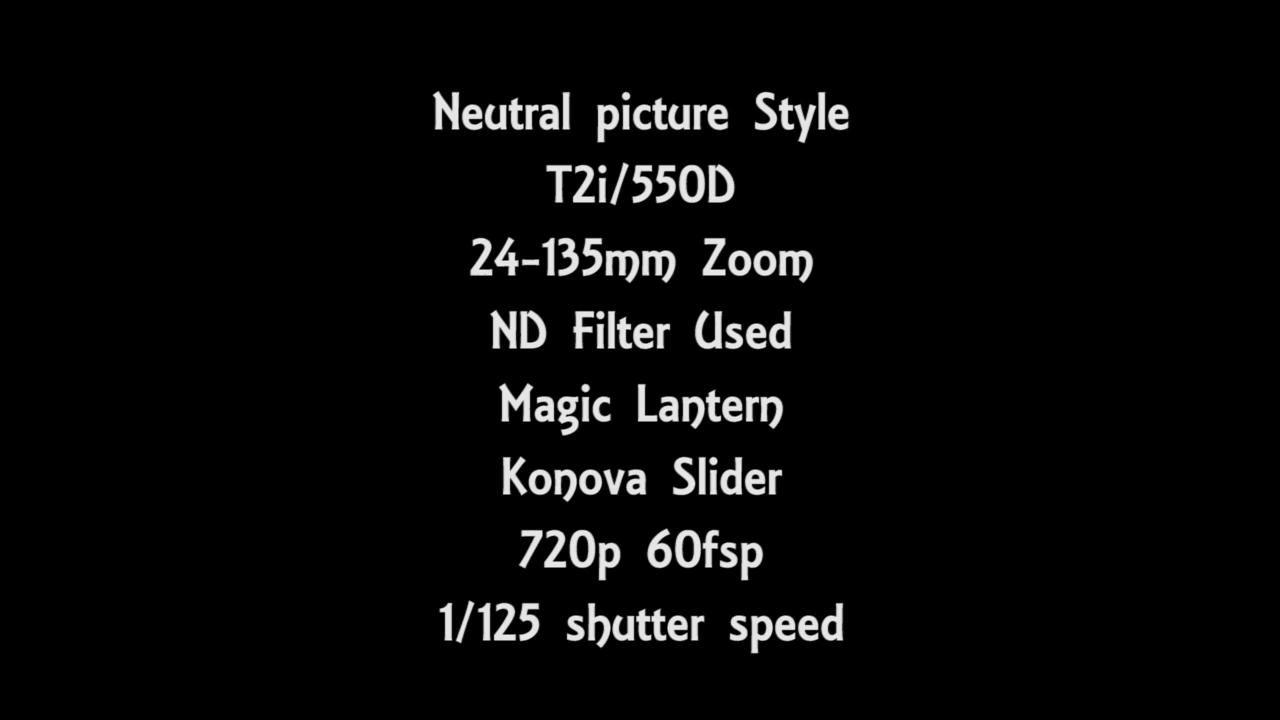 Neutral picture Style
T2i/550D
24-135mm Zoom
ND Filter Used
Magic Lantern
Konova Slider
720p 60fsp
1/125 shutter speed